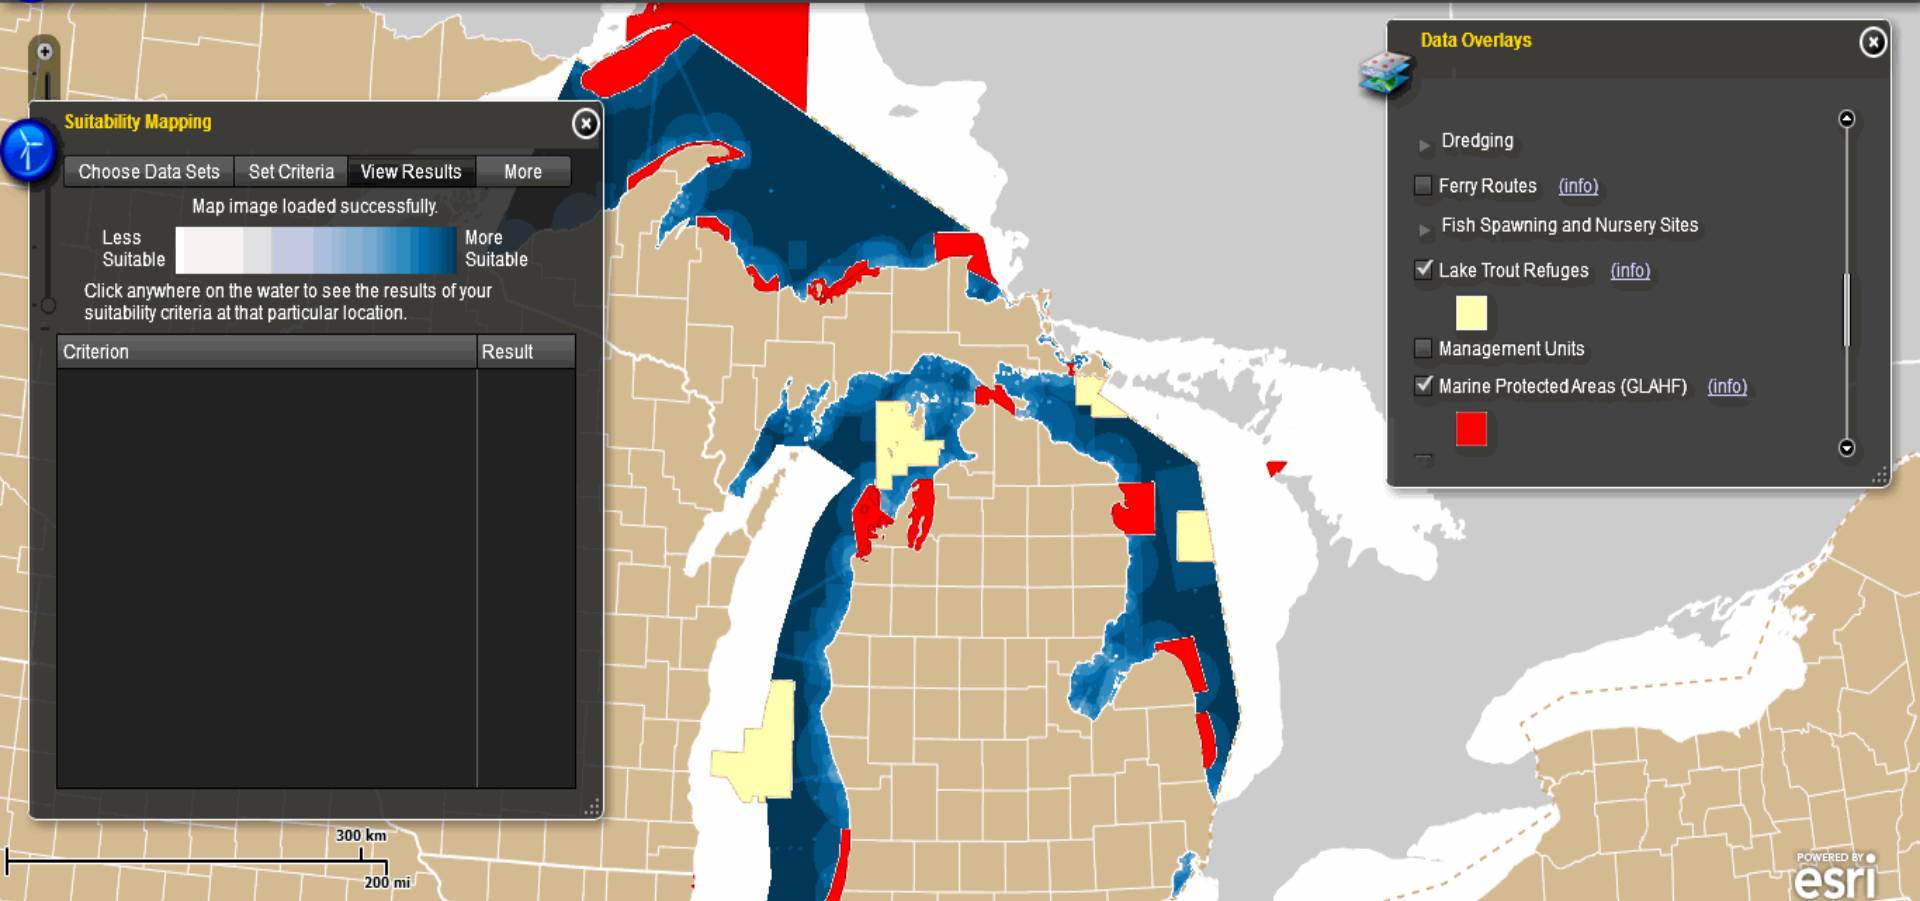 Data Overlays
Dredging
Ferry Routes (info)
Fish Spawning and Nursery Sites
Lake Trout Refuges (info)
Management Units
Marine Protected Areas (GLAHF) (info)
Suitability Mapping
Choose Data Sets
Set Criteria
View Results
More
Map image loaded successfully.
Less
Suitable
More
Suitable
Click anywhere on the water to see the results of your
suitability criteria at that particular location.
Criterion
Result
300 km
200 mi
POWERED BY
esri